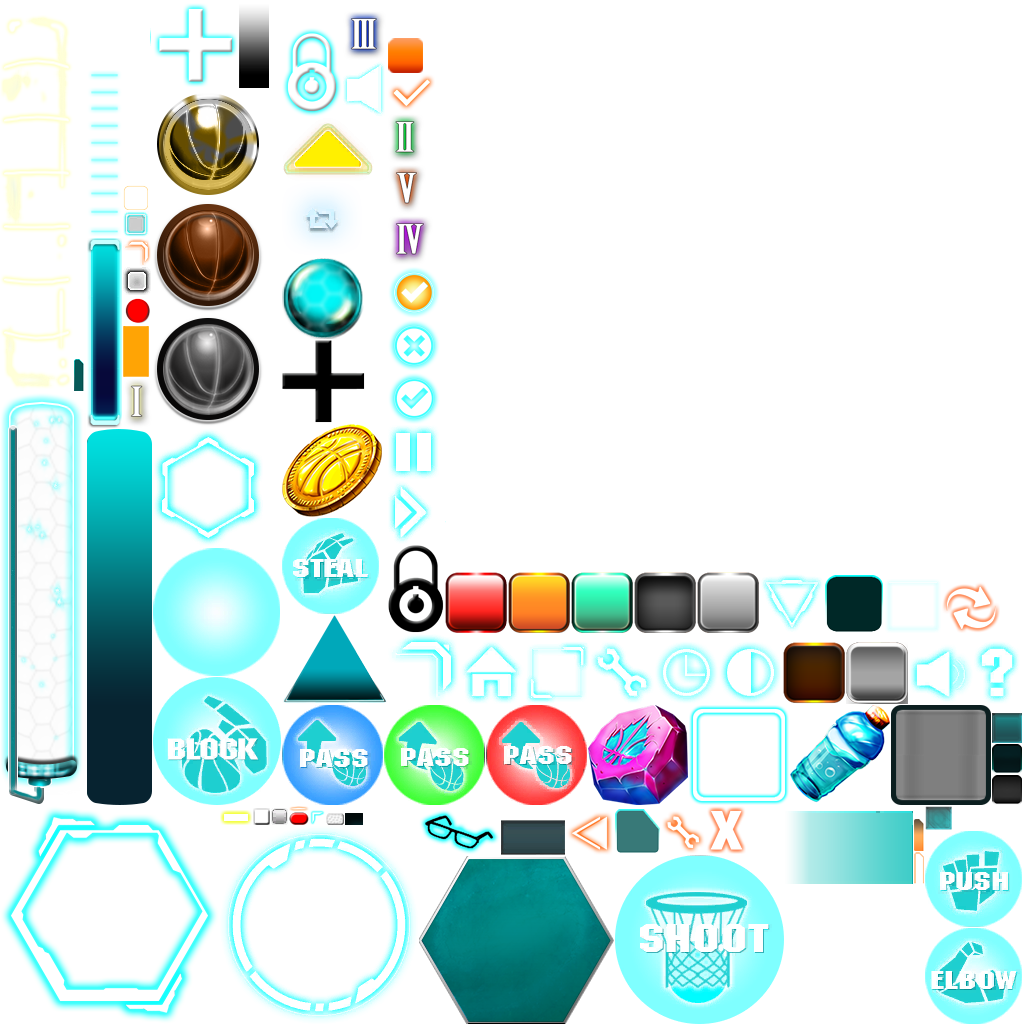 III
II
V
IV
I
STEAL
BLOCK
PASS
PASS
PASS
?
X
SHOOT
PUSH
ELBOW